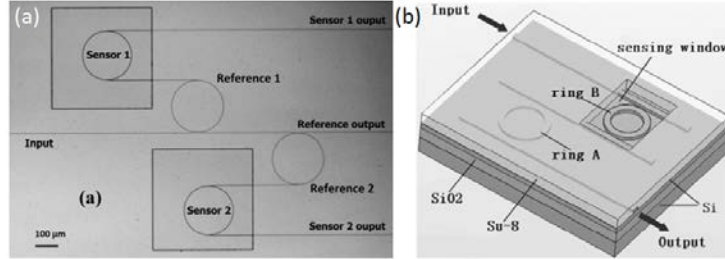 (a)
Sensor 1 ouput
Sensor 1
Reference 1
Input
Reference output
(a)
Reference 2
Sensor 2
100 μm
Sensor 2 ouput
(b)
Input
sensing window
ring B
ring A
SiO2
Su-8
Si
Output